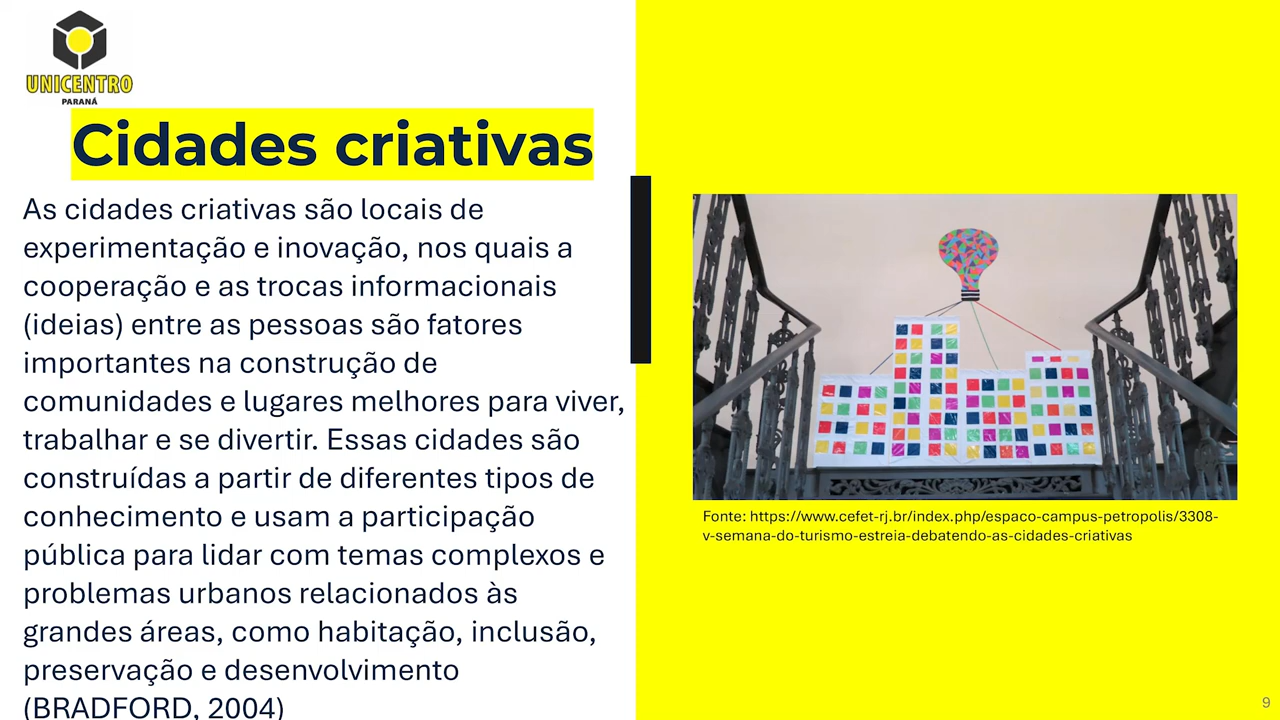 UNICENTRO
PARANÁ
Cidades criativas
As cidades criativas são locais de
experimentação e inovação, nos quais a
cooperação e as trocas informacionais
(ideias) entre as pessoas são fatores
importantes na construção de
comunidades e lugares melhores para viver,
trabalhar e se divertir. Essas cidades são
construídas a partir de diferentes tipos de
conhecimento e usam a participação
pública para lidar com temas complexos e
problemas urbanos relacionados às
grandes áreas, como habitação, inclusão,
preservação e desenvolvimento
(BRADFORD, 2004)
Fonte: https://www.cefet-rj.br/index.php/espaco-campus-petropolis/3308-
v-semana-do-turismo-estreia-debatendo-as-cidades-criativas
9